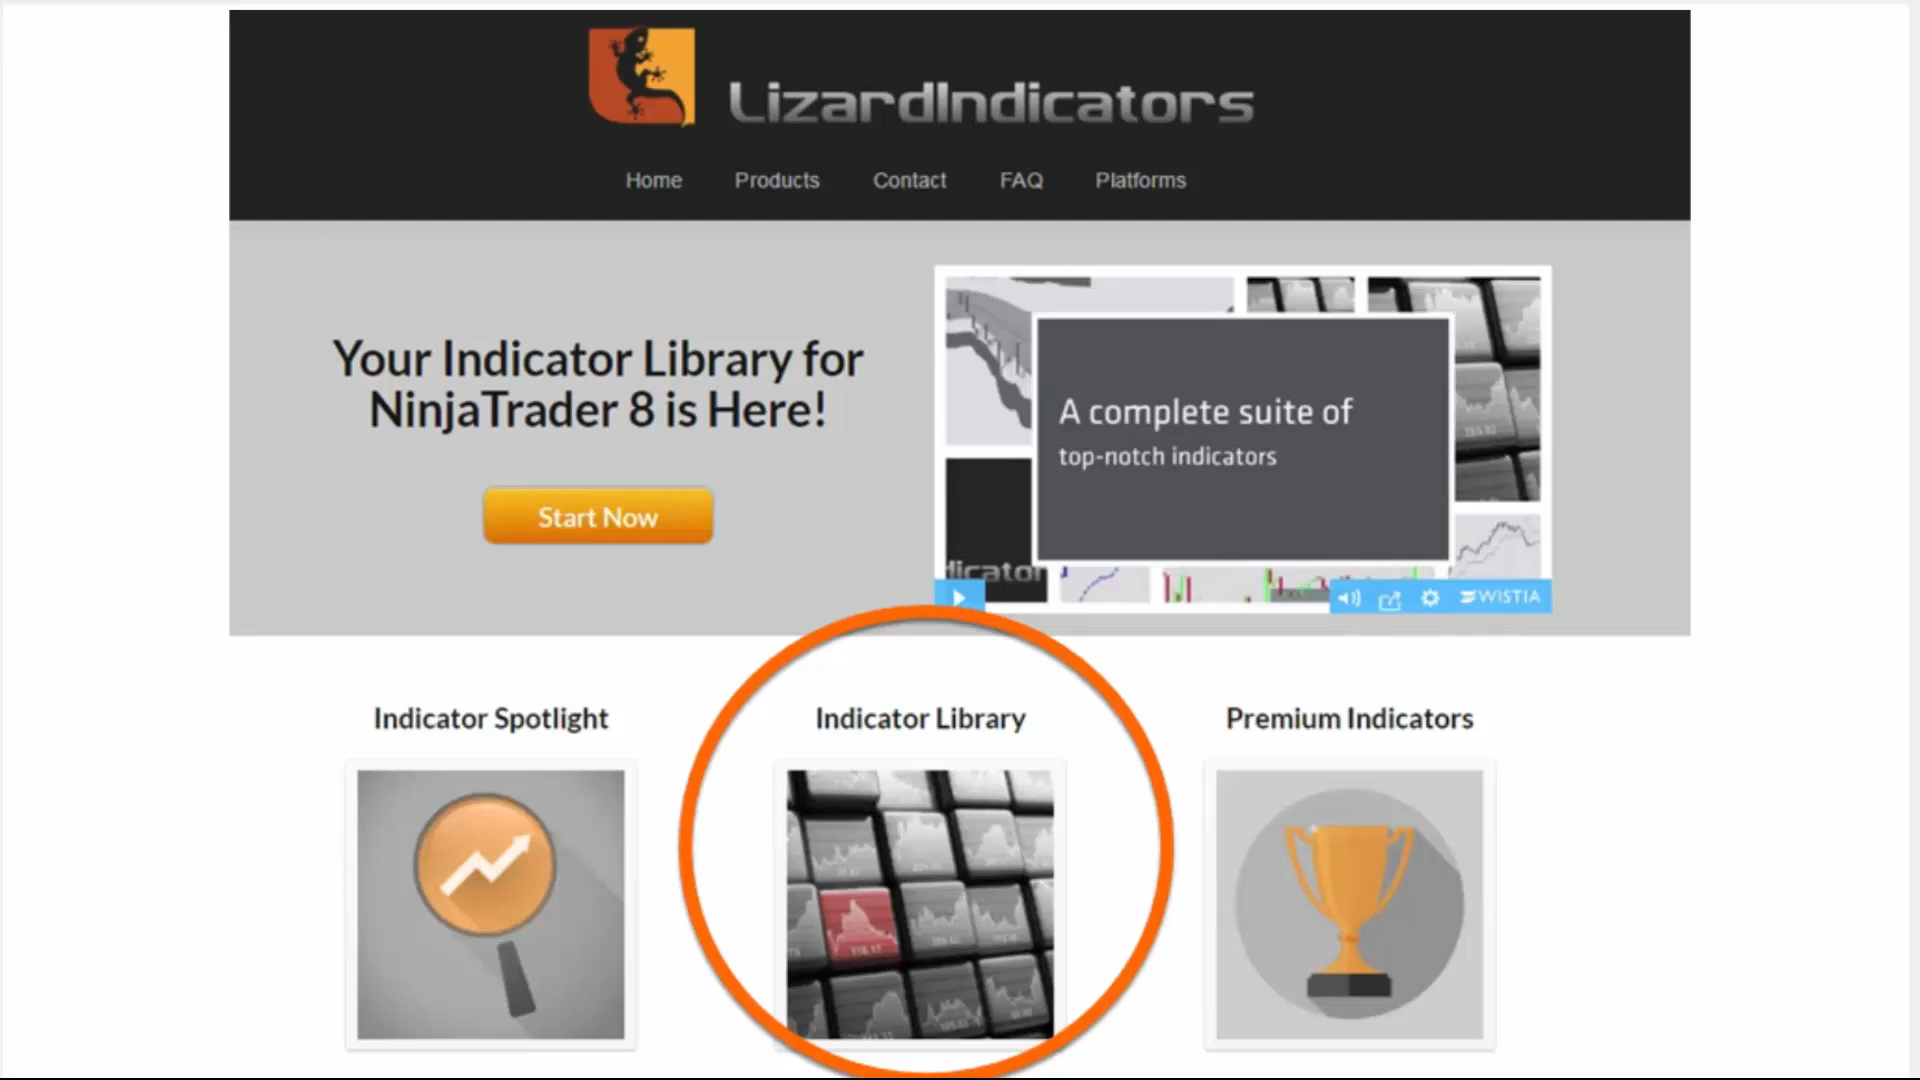 LizardIndicators
Home Products Contact FAQ Platforms
Your Indicator Library for
NinjaTrader 8 is Here!
Start Now
A complete suite of
top-notch indicators
WISTIA
Indicator Spotlight
Indicator Library
Premium Indicators